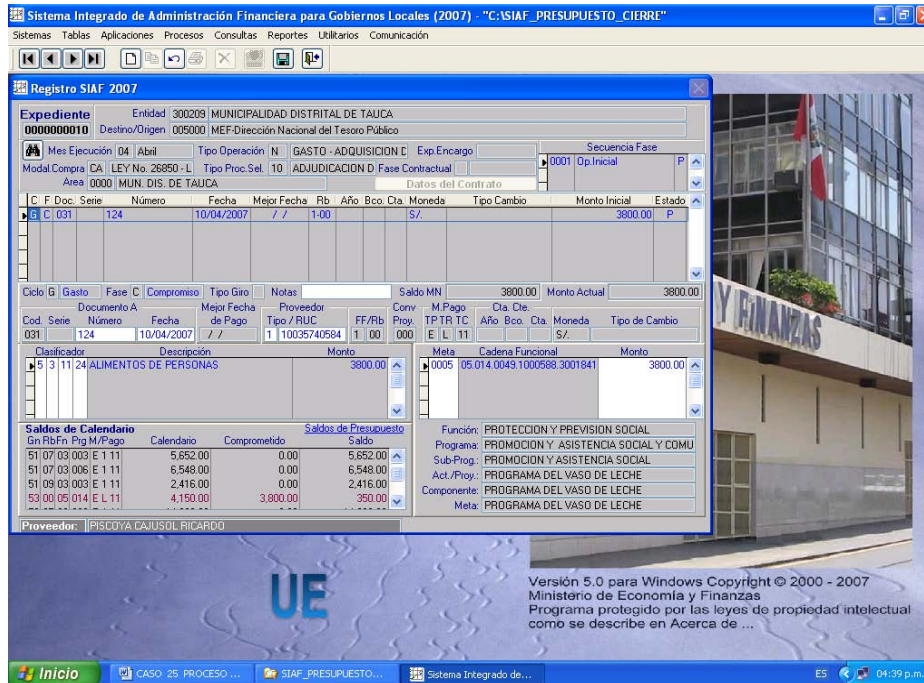 Sistema Integrado de Administración Financiera para Gobiernos Locales (2007) - "C:\SIAF_PRESUPUESTO_CIERRE"
Sistemas Tablas Aplicaciones Procesos Consultas Reportes Utilitarios Comunicación
Registro SIAF 2007
Expediente Entidad 300209 MUNICIPALIDAD DISTRITAL DE TAUCA
0000000010 Destino/Origen 005000 MEF-Dirección Nacional del Tesoro Público
Mes Ejecución 04 Abril Tipo Operación N GASTO - ADQUISICION D Exp.Encargo Secuencia Fase
0001 Op.Inicial P
Modal.Compra CA LEY No. 26850 - L Tipo Proc.Sel. 10 ADJUDICACION D Fase Contractual
Area 0000 MUN. DIS. DE TAUCA Datos del Contrato
C F Doc. Serie Número Fecha Mejor Fecha Rb Año Bco. Cta. Moneda Tipo Cambio Monto Inicial Estado
G C 031 124 10/04/2007 / / 1-00 S/. 3800.00 P
Ciclo G Gasto Fase C Compromiso Tipo Giro Notas Saldo MN 3800.00 Monto Actual 3800.00
Documento A Mejor Fecha Proveedor Conv M.Pago Cta. Cte.
Cod. Serie Número Fecha de Pago Tipo / RUC FF/Rb Proy. TP TR TC Año Bco. Cta. Moneda Tipo de Cambio
031 124 10/04/2007 / / 1 10035740584 1 00 000 E L 11 S/.
Clasificador Descripción Monto Meta Cadena Funcional Monto
5 3 11 24 ALIMENTOS DE PERSONAS 3800.00 0005 05.014.0049.1000588.3001841 3800.00
Saldos de Calendario Saldos de Presupuesto
Gn Rb Fn Prg M/Pago Calendario Comprometido Saldo
51 07 03 003 E 1 11 5,652.00 0.00 5,652.00
51 07 03 006 E 1 11 6,548.00 0.00 6,548.00
51 09 03 003 E 1 11 2,416.00 0.00 2,416.00
53 00 05 014 E L 11 4,150.00 3,800.00 350.00
Función: PROTECCION Y PREVISION SOCIAL
Programa: PROMOCION Y ASISTENCIA SOCIAL Y COMU
Sub-Prog.: PROMOCION Y ASISTENCIA SOCIAL
Act./Proy.: PROGRAMA DEL VASO DE LECHE
Componente: PROGRAMA DEL VASO DE LECHE
Meta: PROGRAMA DEL VASO DE LECHE
Proveedor: PISCOYA CAJUSOL RICARDO
Y FINANZAS
UE
Versión 5.0 para Windows Copyright © 2000 - 2007
Ministerio de Economía y Finanzas
Programa protegido por las leyes de propiedad intelectual
como se describe en Acerca de ...
Inicio CASO 25 PROCESO ... SIAF_PRESUPUESTO... Sistema Integrado de... ES 04:39 p.m.